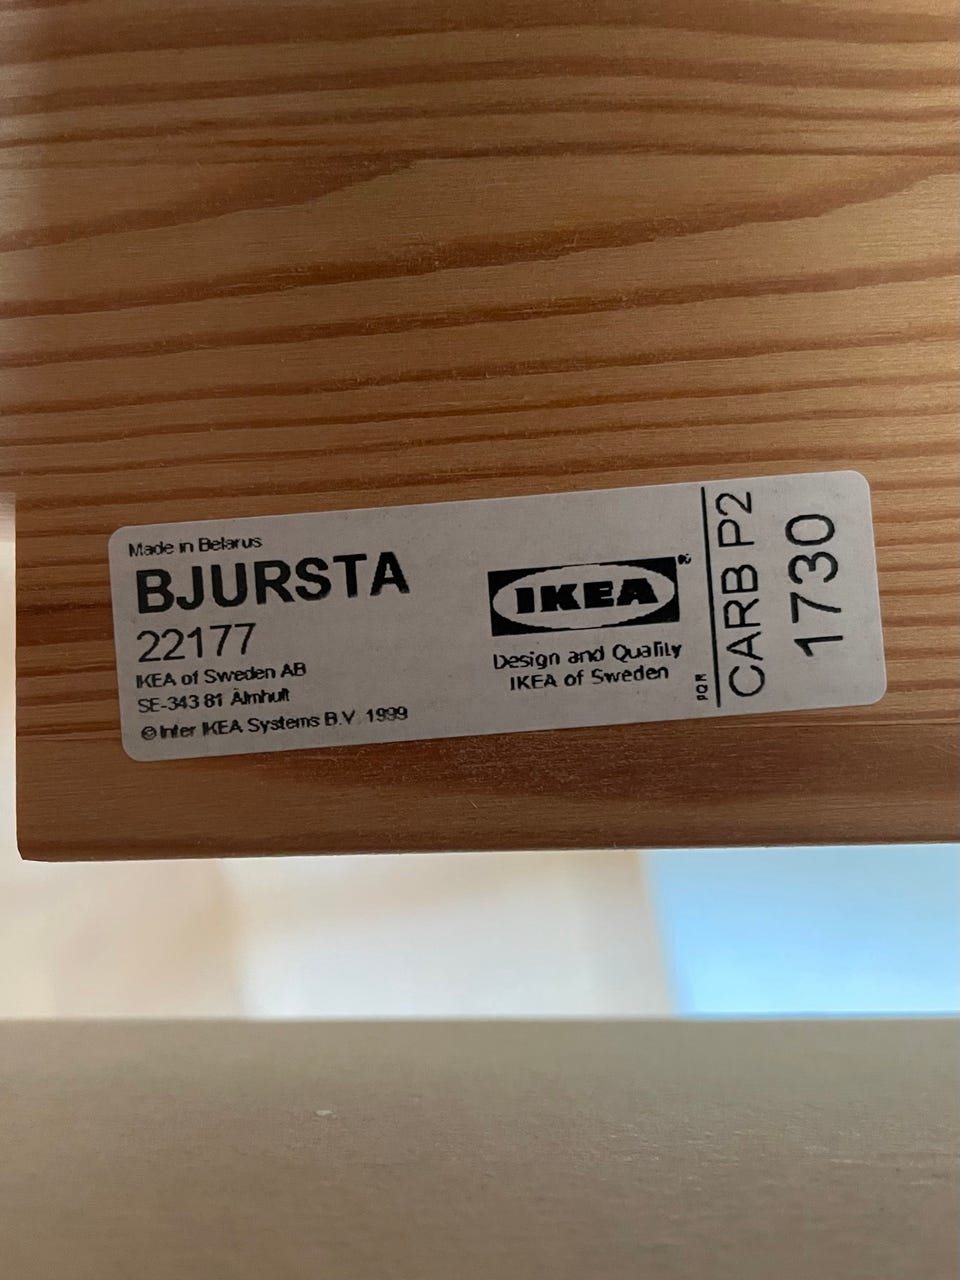 Made in Belarus
BJURSTA
22177
IKEA of Sweden AB
SE-343 81 Älmhult
© Inter IKEA Systems B.V. 1999
IKEA®
Design and Quality
IKEA of Sweden
PQR
CARB P2
1730